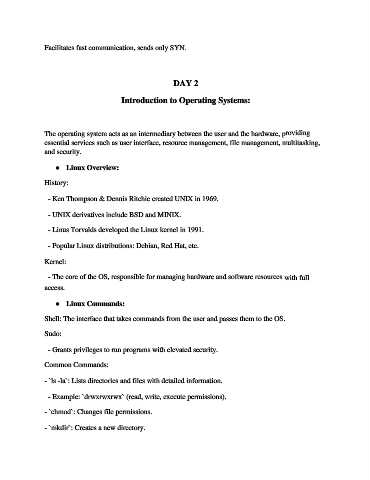 Facilitates fast communication, sends only SYN.
DAY 2
Introduction to Operating Systems:
The operating system acts as an intermediary between the user and the hardware, providing
essential services such as user interface, resource management, file management, multitasking,
and security.
● Linux Overview:
History:
- Ken Thompson & Dennis Ritchie created UNIX in 1969.
- UNIX derivatives include BSD and MINIX.
- Linus Torvalds developed the Linux kernel in 1991.
- Popular Linux distributions: Debian, Red Hat, etc.
Kernel:
- The core of the OS, responsible for managing hardware and software resources with full
access.
● Linux Commands:
Shell: The interface that takes commands from the user and passes them to the OS.
Sudo:
- Grants privileges to run programs with elevated security.
Common Commands:
- `ls -la`: Lists directories and files with detailed information.
- Example: `drwxrwxrwx` (read, write, execute permissions).
- `chmod`: Changes file permissions.
- `mkdir`: Creates a new directory.